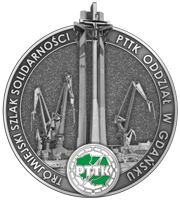 TRÓJMIEJSKI SZLAK SOLIDARNOŚCI
PTTK ODDZIAŁ W GDAŃSKU
PTTK